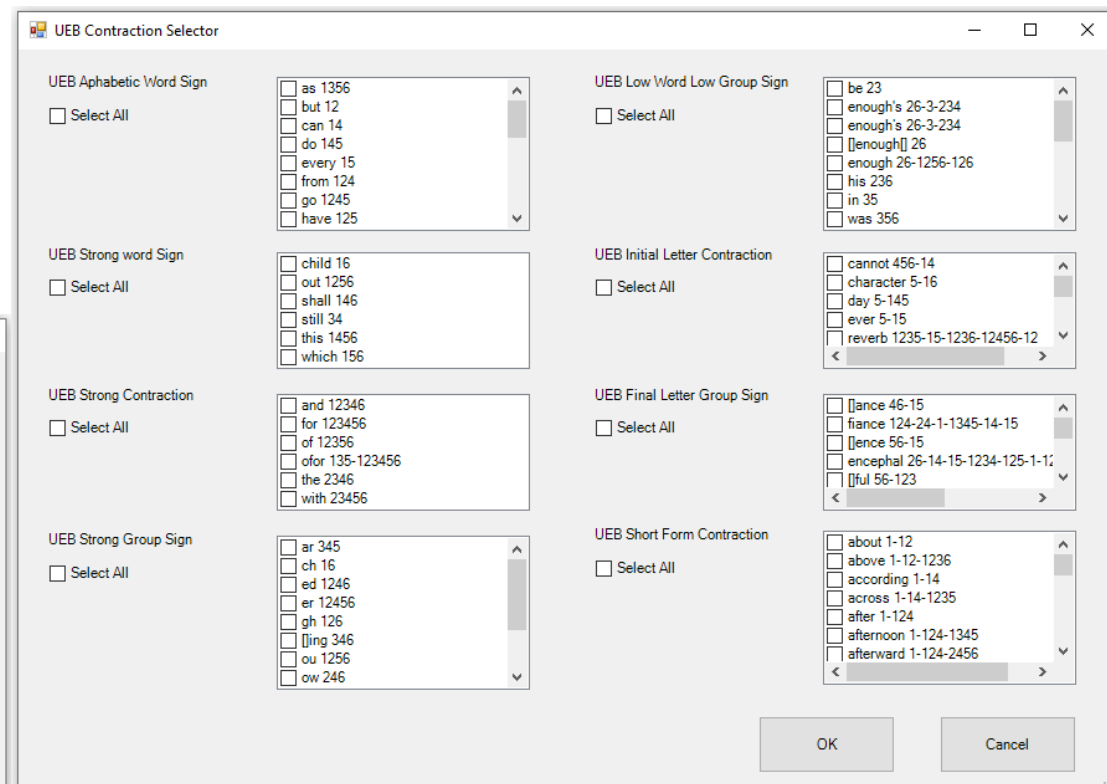 UEB Contraction Selector
UEB Aphabetic Word Sign
Select All
as 1356
but 12
can 14
do 145
every 15
from 124
go 1245
have 125
UEB Strong word Sign
Select All
child 16
out 1256
shall 146
still 34
this 1456
which 156
UEB Strong Contraction
Select All
and 12346
for 123456
of 12356
ofor 135-123456
the 2346
with 23456
UEB Strong Group Sign
Select All
ar 345
ch 16
ed 1246
er 12456
gh 126
[]ing 346
ou 1256
ow 246
UEB Low Word Low Group Sign
Select All
be 23
enough's 26-3-234
enough's 26-3-234
[]enough[] 26
enough 26-1256-126
his 236
in 35
was 356
UEB Initial Letter Contraction
Select All
cannot 456-14
character 5-16
day 5-145
ever 5-15
reverb 1235-15-1236-12456-12
UEB Final Letter Group Sign
Select All
[]ance 46-15
fiance 124-24-1-1345-14-15
[]ence 56-15
encephal 26-14-15-1234-125-1-12
[]ful 56-123
UEB Short Form Contraction
Select All
about 1-12
above 1-12-1236
according 1-14
across 1-14-1235
after 1-124
afternoon 1-124-1345
afterward 1-124-2456
OK
Cancel